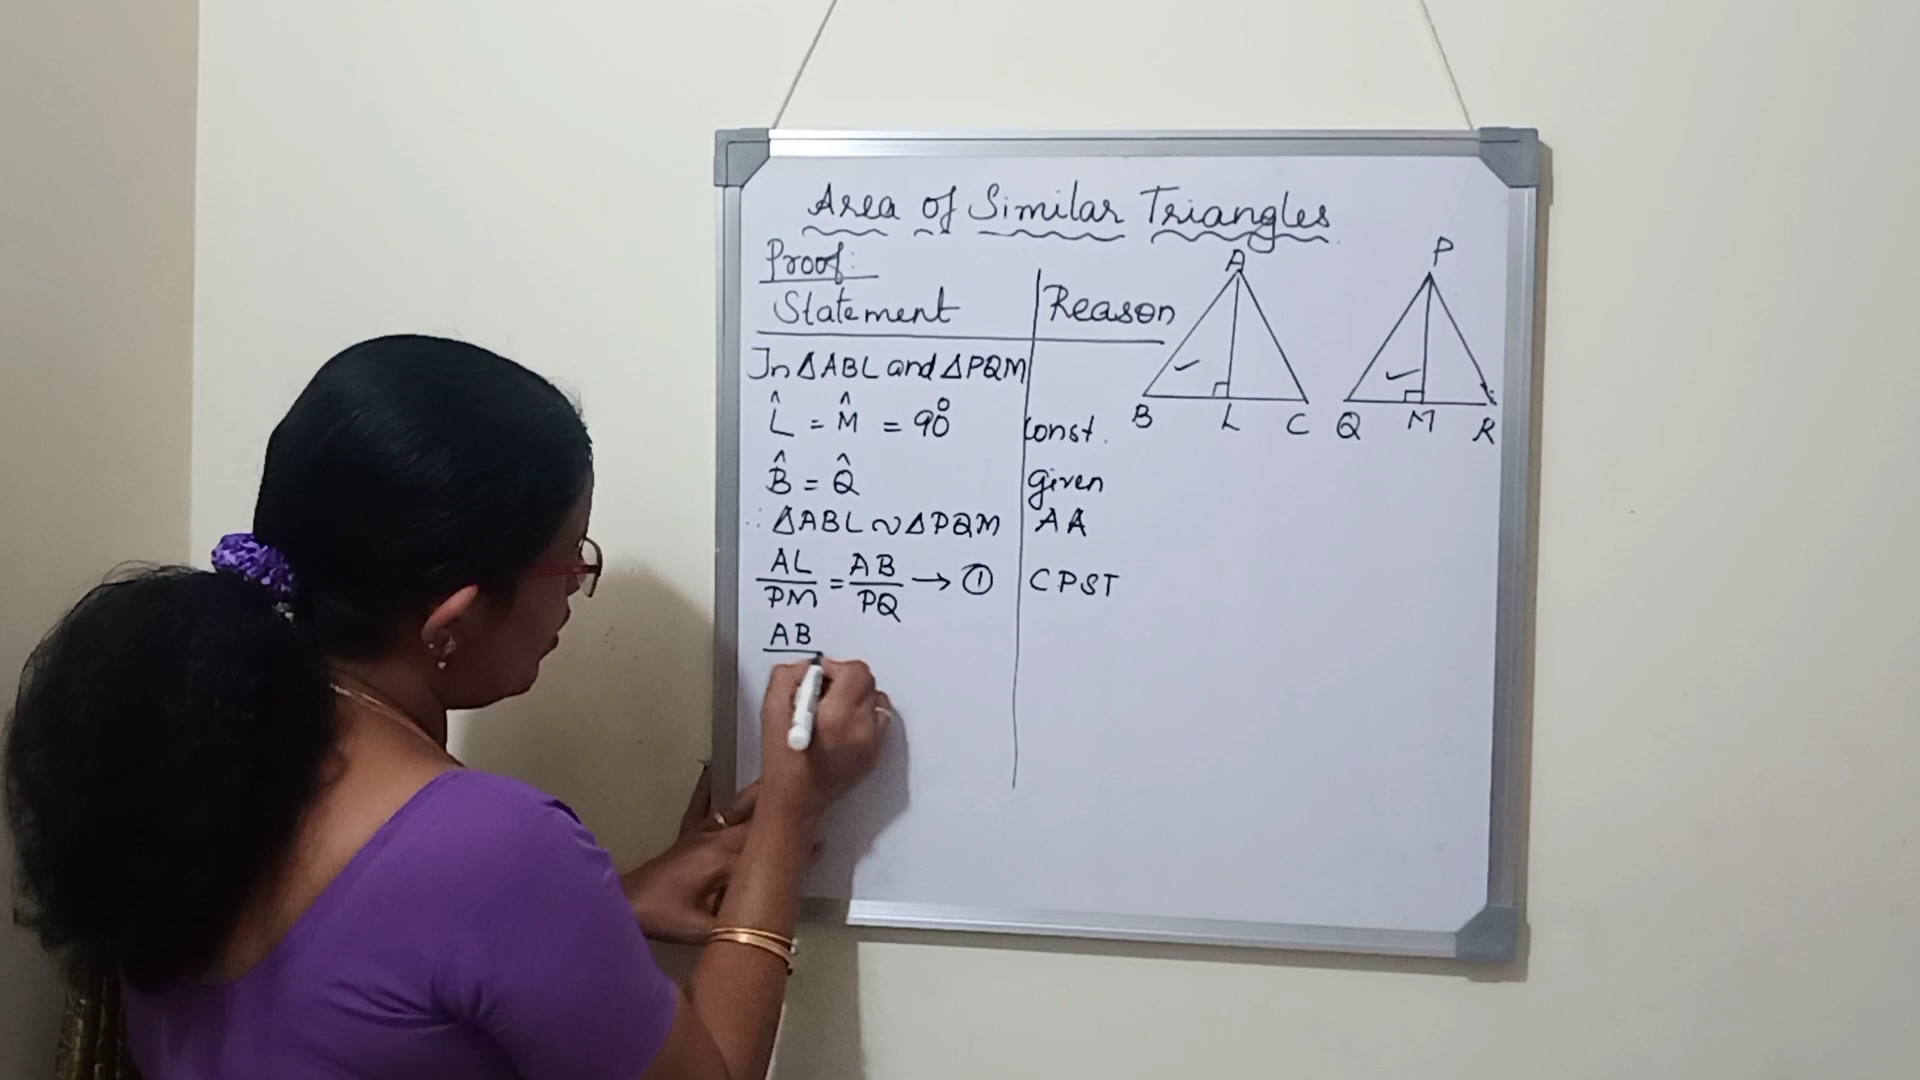 Area of Similar Triangles
Proof:
Statement Reason
In ΔABL and ΔPQM
L̂ = M̂ = 90° const.
B̂ = Q̂ given
∴ ΔABL ~ ΔPQM AA
AL/PM = AB/PQ → ① CPST
AB
A
B L C
P
Q M R